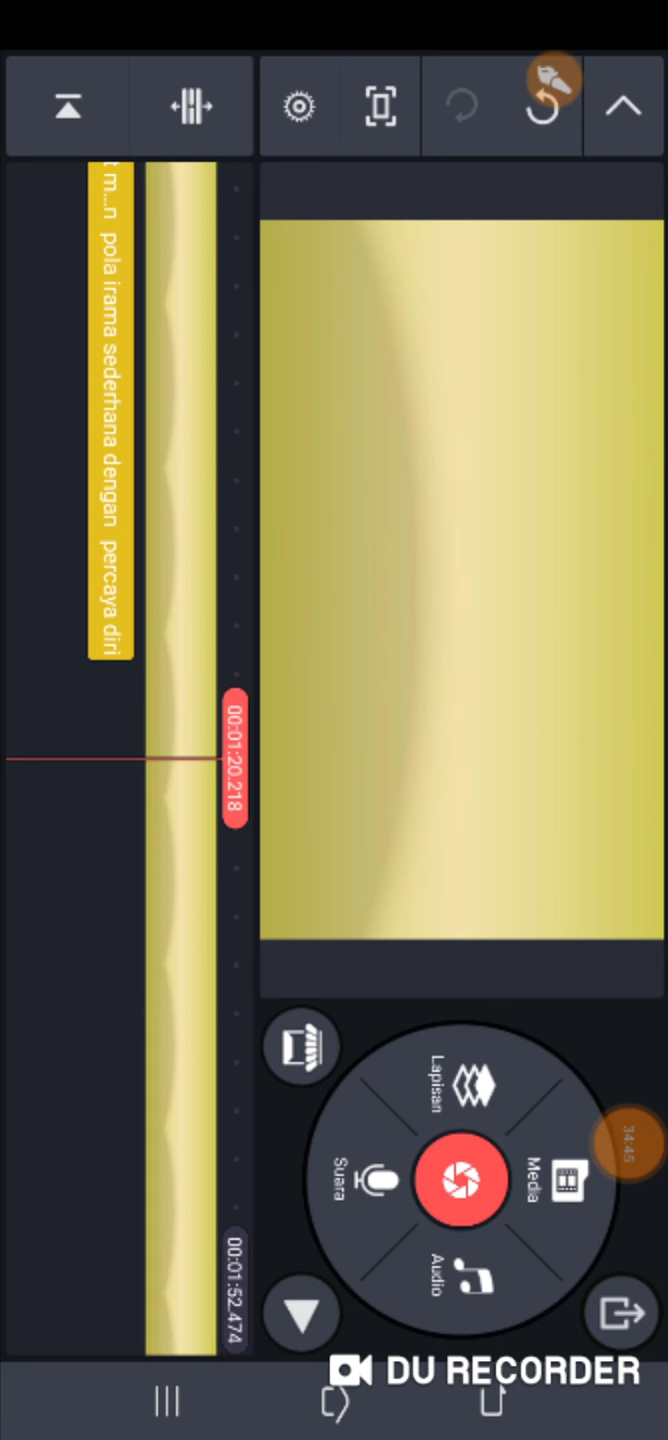 Media
Lapisan
Audio
Suara
34:45
00:01:20.218
00:01:52.474
t m...n pola irama sederhana dengan percaya diri
DU RECORDER